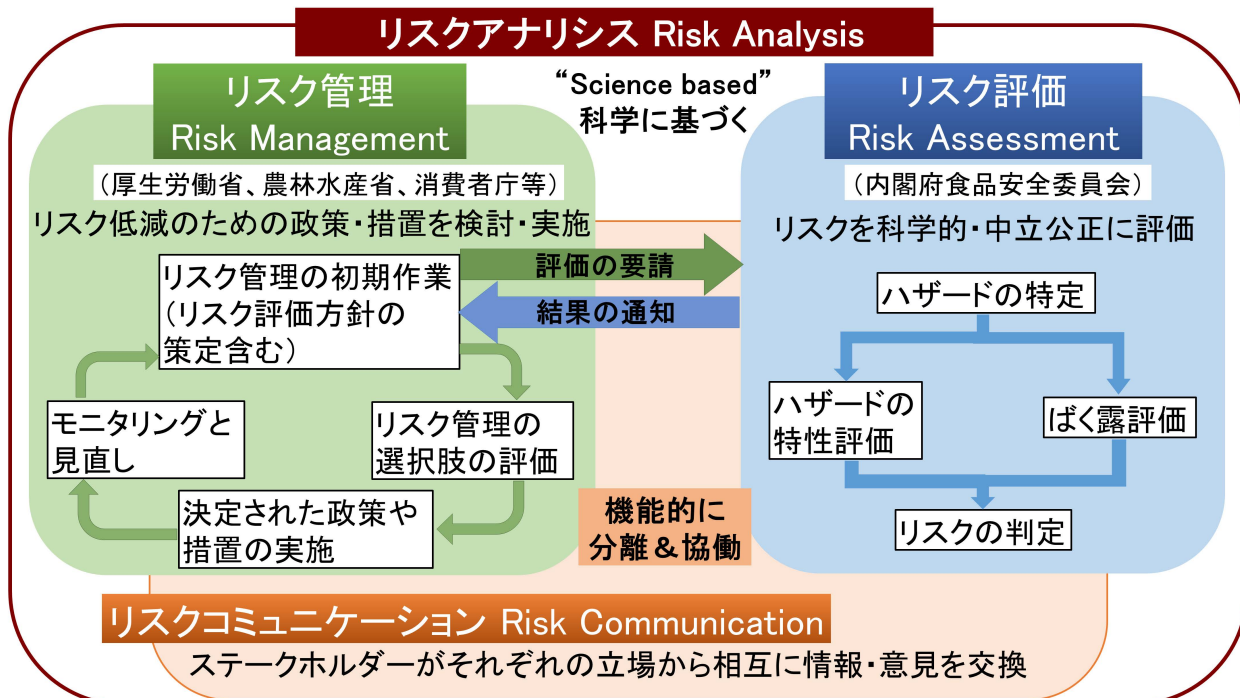 リスクアナリシス Risk Analysis
リスク管理
Risk Management
“Science based”
科学に基づく
リスク評価
Risk Assessment
（厚生労働省、農林水産省、消費者庁等）
リスク低減のための政策・措置を検討・実施
（内閣府食品安全委員会）
リスクを科学的・中立公正に評価
リスク管理の初期作業
（リスク評価方針の
策定含む）
評価の要請
結果の通知
リスク管理の
選択肢の評価
決定された政策や
措置の実施
モニタリングと
見直し
ハザードの特定
ハザードの
特性評価
ばく露評価
リスクの判定
機能的に
分離＆協働
リスクコミュニケーション Risk Communication
ステークホルダーがそれぞれの立場から相互に情報・意見を交換